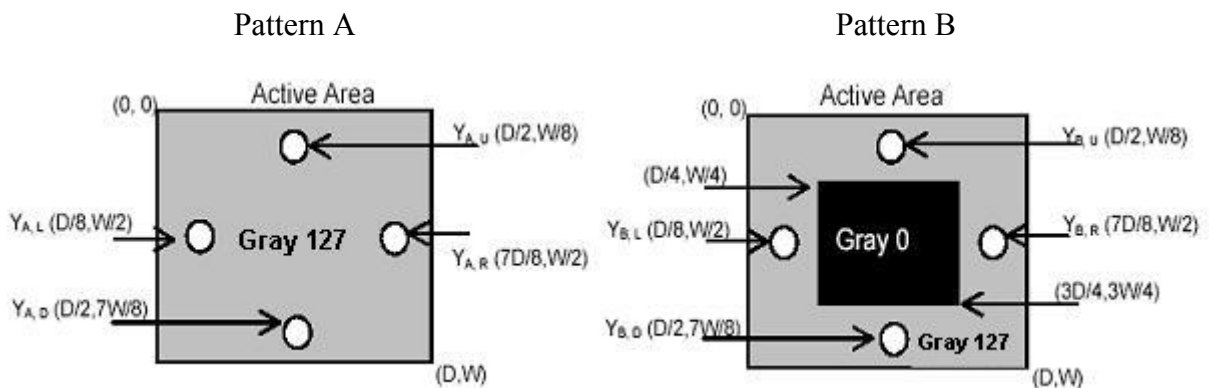 Pattern A
Pattern B
Active Area
(0, 0)
Y_A,U (D/2,W/8)
Y_A,L (D/8,W/2)
Gray 127
Y_A,R (7D/8,W/2)
Y_A,D (D/2,7W/8)
(D,W)
Active Area
(0, 0)
Y_B,U (D/2,W/8)
(D/4,W/4)
Y_B,L (D/8,W/2)
Gray 0
Y_B,R (7D/8,W/2)
(3D/4,3W/4)
Y_B,D (D/2,7W/8)
Gray 127
(D,W)